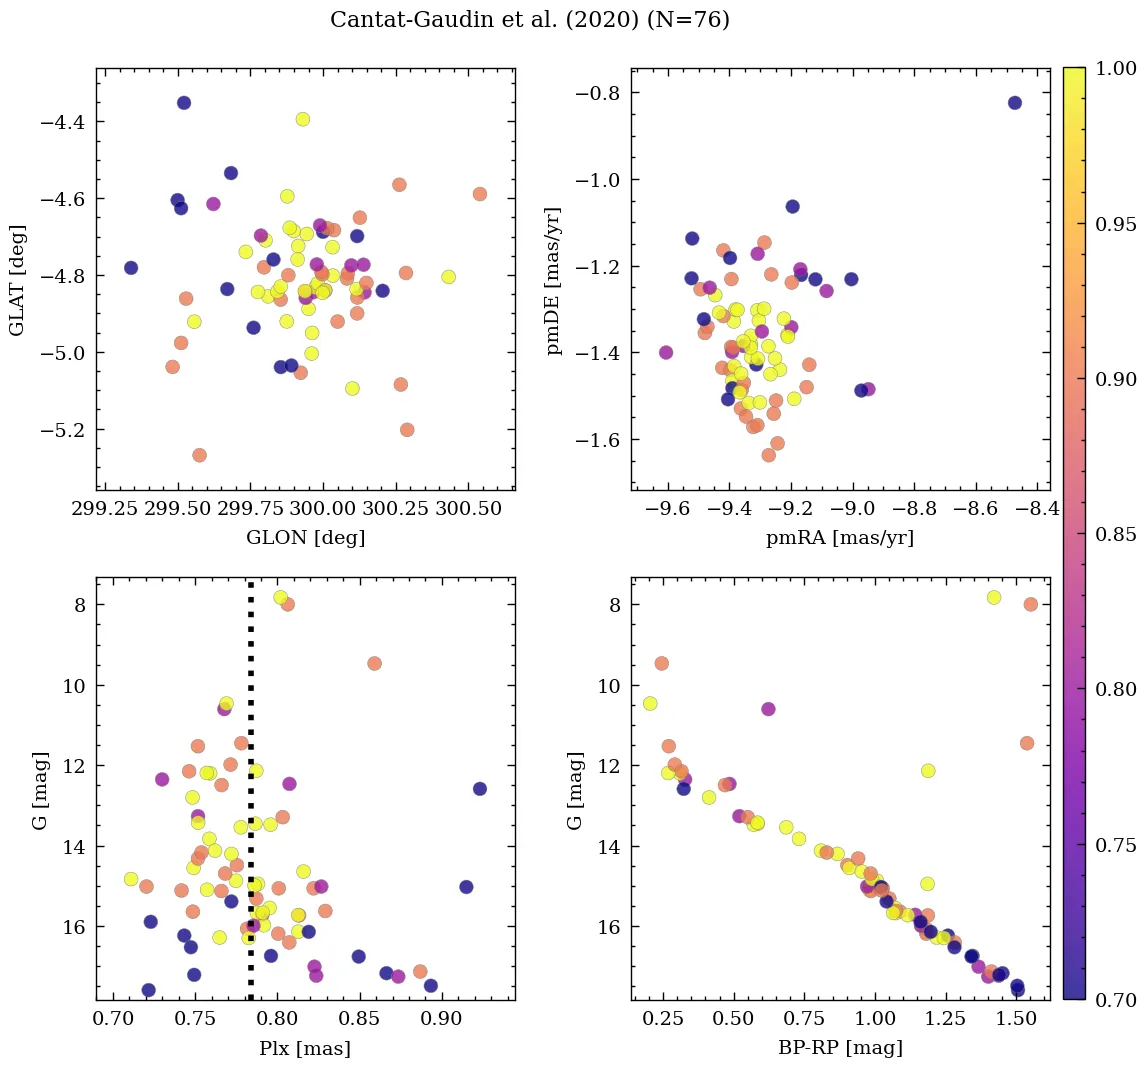 Cantat-Gaudin et al. (2020) (N=76)
−4.4
−4.6
−4.8
−5.0
−5.2
GLAT [deg]
299.25 299.50 299.75 300.00 300.25 300.50
GLON [deg]
−0.8
−1.0
−1.2
−1.4
−1.6
pmDE [mas/yr]
−9.6 −9.4 −9.2 −9.0 −8.8 −8.6 −8.4
pmRA [mas/yr]
8
10
12
14
16
G [mag]
0.70 0.75 0.80 0.85 0.90
Plx [mas]
8
10
12
14
16
G [mag]
0.25 0.50 0.75 1.00 1.25 1.50
BP-RP [mag]
1.00
0.95
0.90
0.85
0.80
0.75
0.70